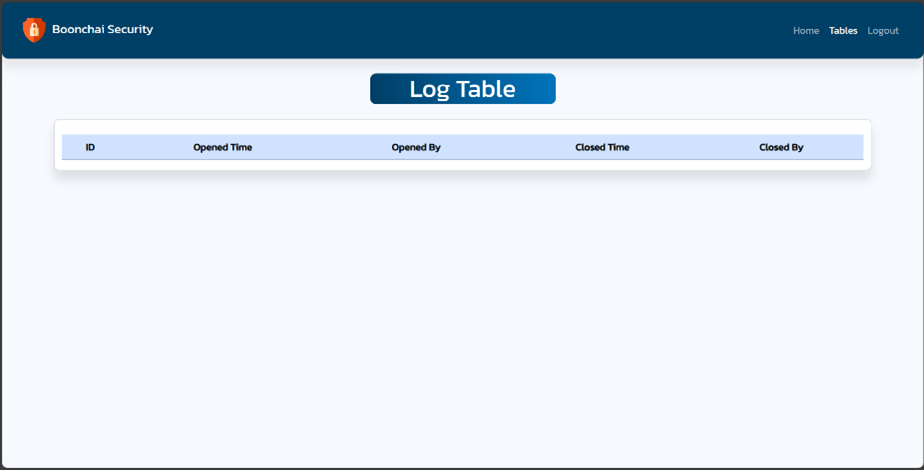 Boonchai Security
Home Tables Logout
Log Table
ID Opened Time Opened By Closed Time Closed By